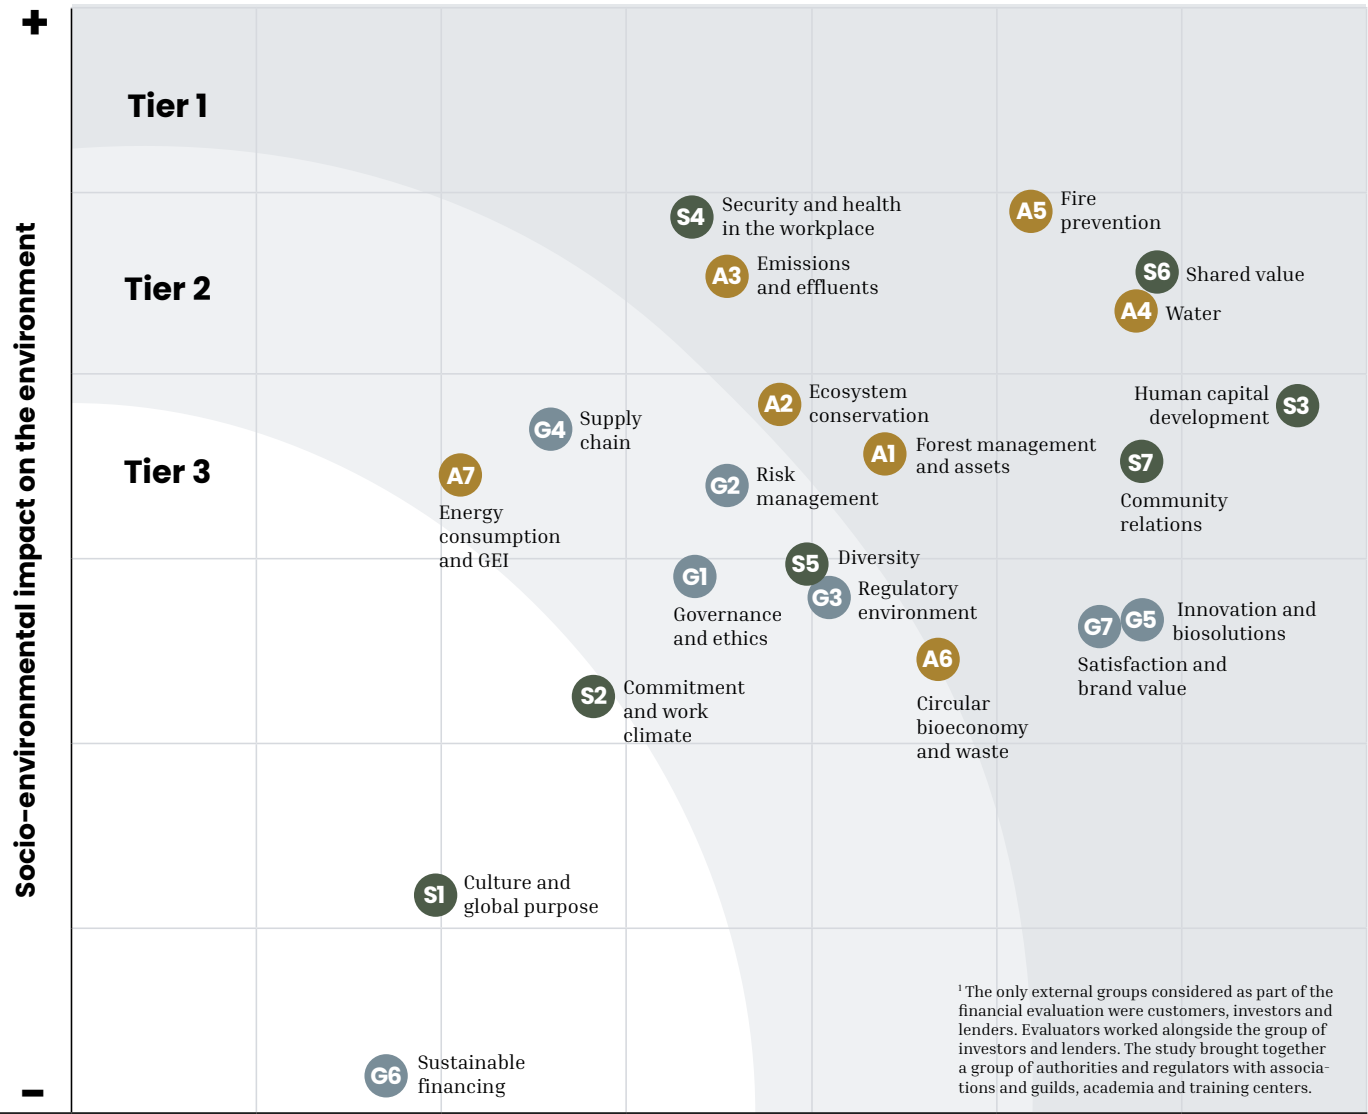 +
Tier 1
Tier 2
Tier 3
Socio-environmental impact on the environment
–
S4
Security and health
in the workplace
A5
Fire
prevention
A3
Emissions
and effluents
S6
Shared value
A4
Water
A2
Ecosystem
conservation
Human capital
development
S3
G4
Supply
chain
A1
Forest management
and assets
S7
Community
relations
A7
Energy
consumption
and GEI
G2
Risk
management
S5
Diversity
G1
Governance
and ethics
G3
Regulatory
environment
G7
Satisfaction and
brand value
G5
Innovation and
biosolutions
A6
Circular
bioeconomy
and waste
S2
Commitment
and work
climate
S1
Culture and
global purpose
G6
Sustainable
financing
¹ The only external groups considered as part of the
financial evaluation were customers, investors and
lenders. Evaluators worked alongside the group of
investors and lenders. The study brought together
a group of authorities and regulators with associa-
tions and guilds, academia and training centers.